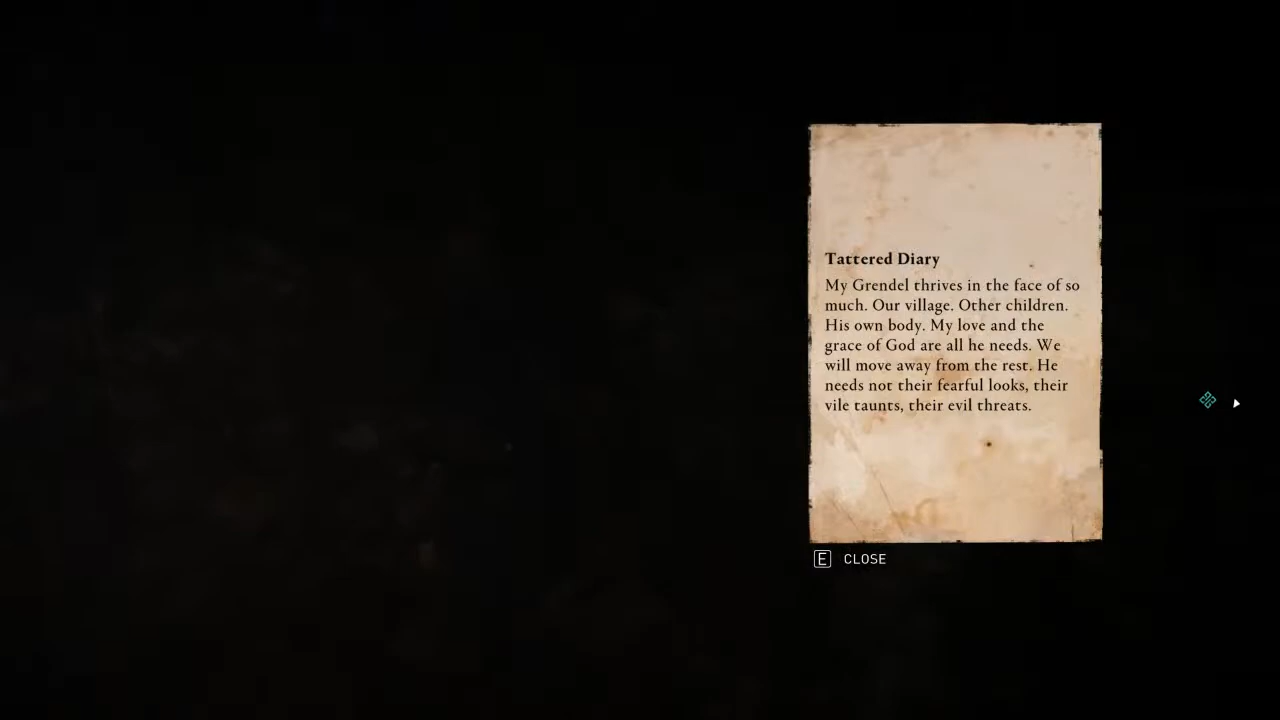 Tattered Diary
My Grendel thrives in the face of so
much. Our village. Other children.
His own body. My love and the
grace of God are all he needs. We
will move away from the rest. He
needs not their fearful looks, their
vile taunts, their evil threats.
E CLOSE